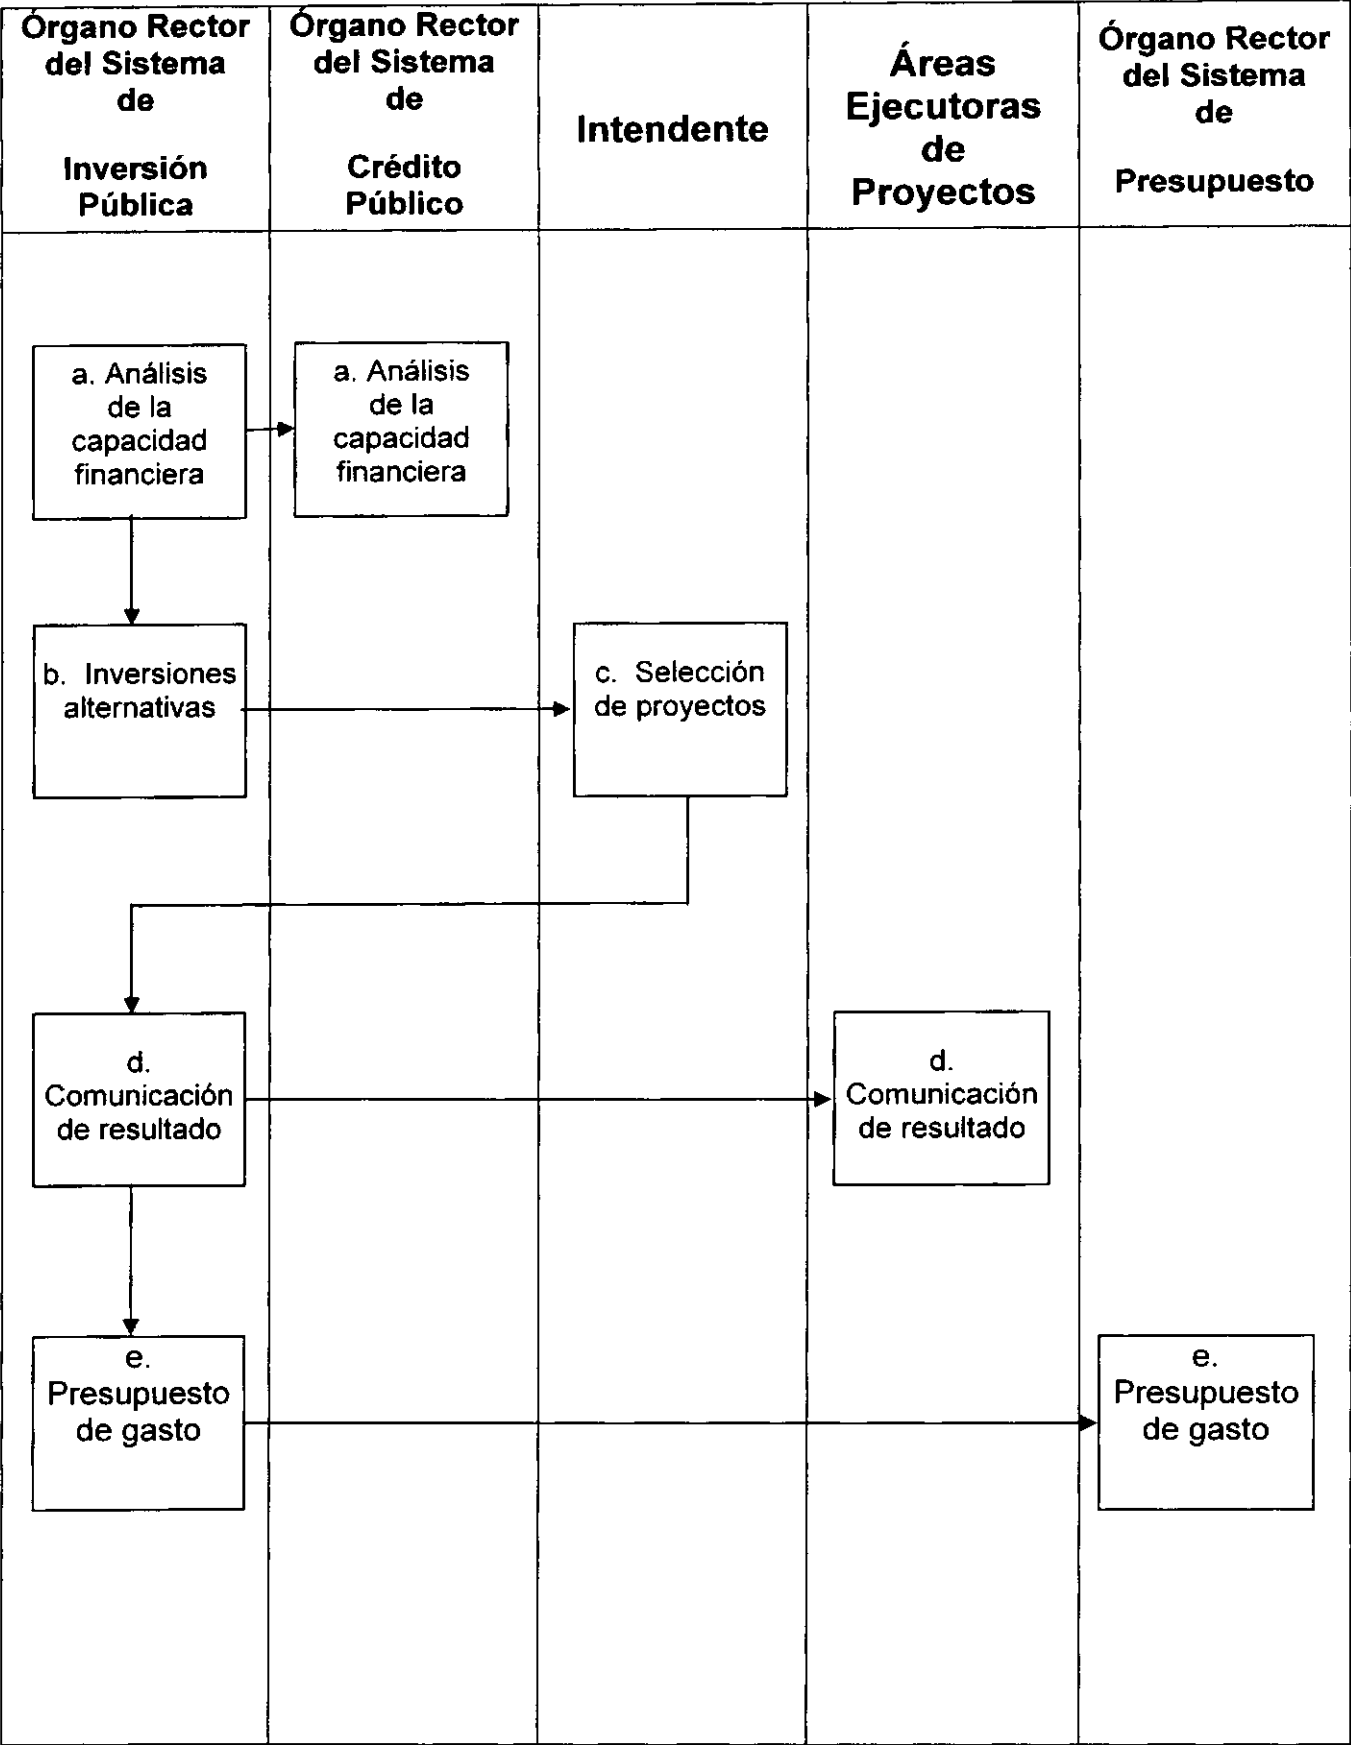 Órgano Rector
del Sistema
de
Inversión
Pública
Órgano Rector
del Sistema
de
Crédito
Público
Intendente
Áreas
Ejecutoras
de
Proyectos
Órgano Rector
del Sistema
de
Presupuesto
a. Análisis
de la
capacidad
financiera
a. Análisis
de la
capacidad
financiera
b. Inversiones
alternativas
c. Selección
de proyectos
d.
Comunicación
de resultado
d.
Comunicación
de resultado
e.
Presupuesto
de gasto
e.
Presupuesto
de gasto